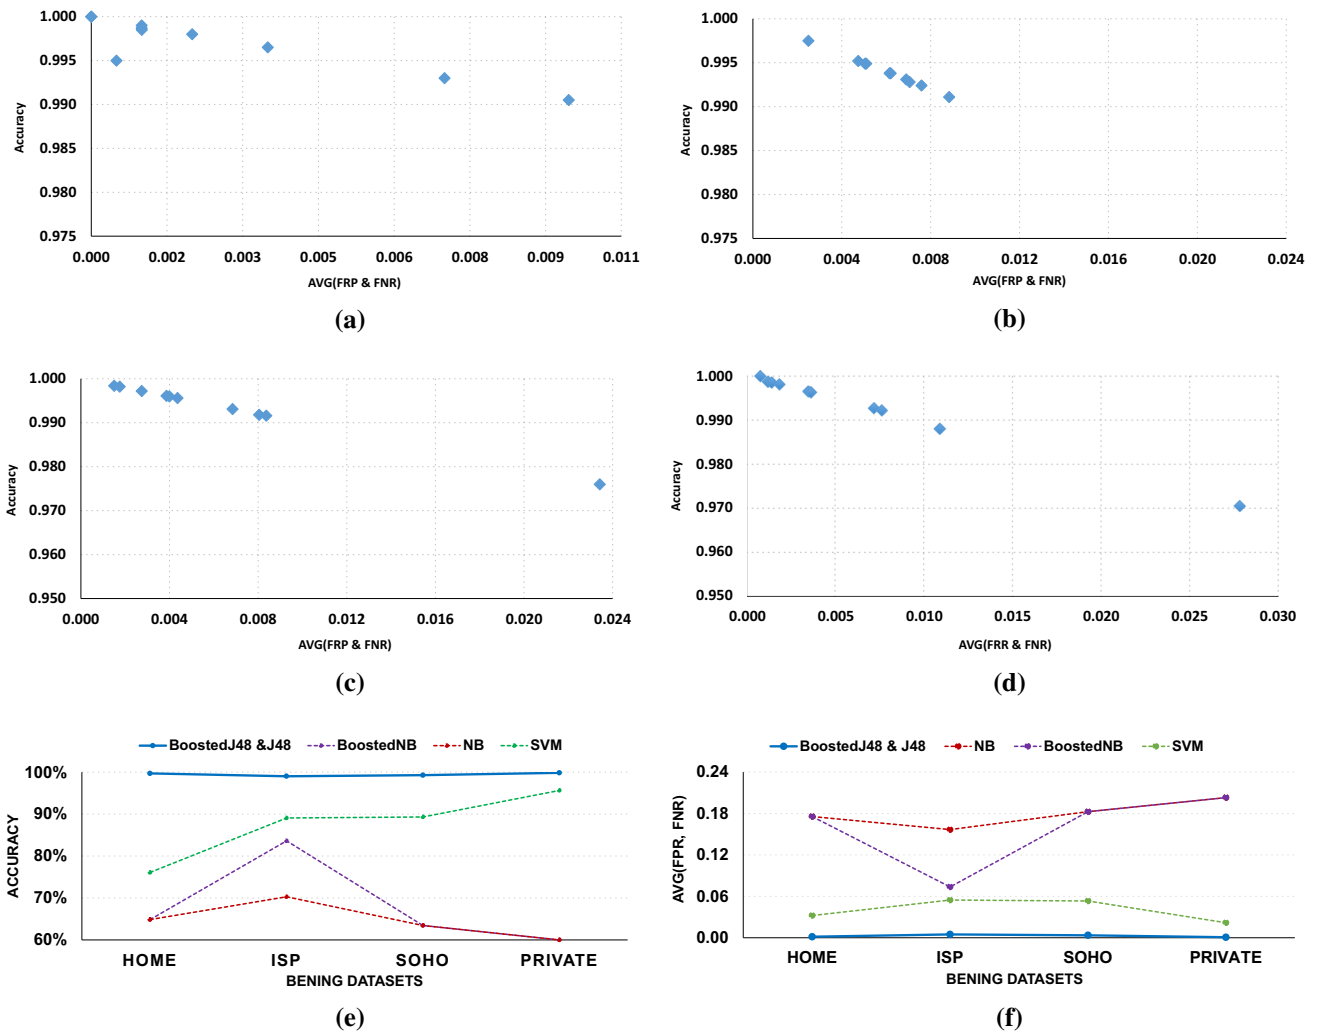 1.000
0.995
0.990
0.985
0.980
0.975
Accuracy
0.000 0.002 0.003 0.005 0.006 0.008 0.009 0.011
AVG(FRP & FNR)
(a)
1.000
0.995
0.990
0.985
0.980
0.975
Accuracy
0.000 0.004 0.008 0.012 0.016 0.020 0.024
AVG(FRP & FNR)
(b)
1.000
0.990
0.980
0.970
0.960
0.950
Accuracy
0.000 0.004 0.008 0.012 0.016 0.020 0.024
AVG(FRP & FNR)
(c)
1.000
0.990
0.980
0.970
0.960
0.950
Accuracy
0.000 0.005 0.010 0.015 0.020 0.025 0.030
AVG(FRR & FNR)
(d)
BoostedJ48 &J48 BoostedNB NB SVM
100%
90%
80%
70%
60%
ACCURACY
HOME ISP SOHO PRIVATE
BENING DATASETS
(e)
BoostedJ48 & J48 NB BoostedNB SVM
0.24
0.18
0.12
0.06
0.00
AVG(FPR, FNR)
HOME ISP SOHO PRIVATE
BENING DATASETS
(f)